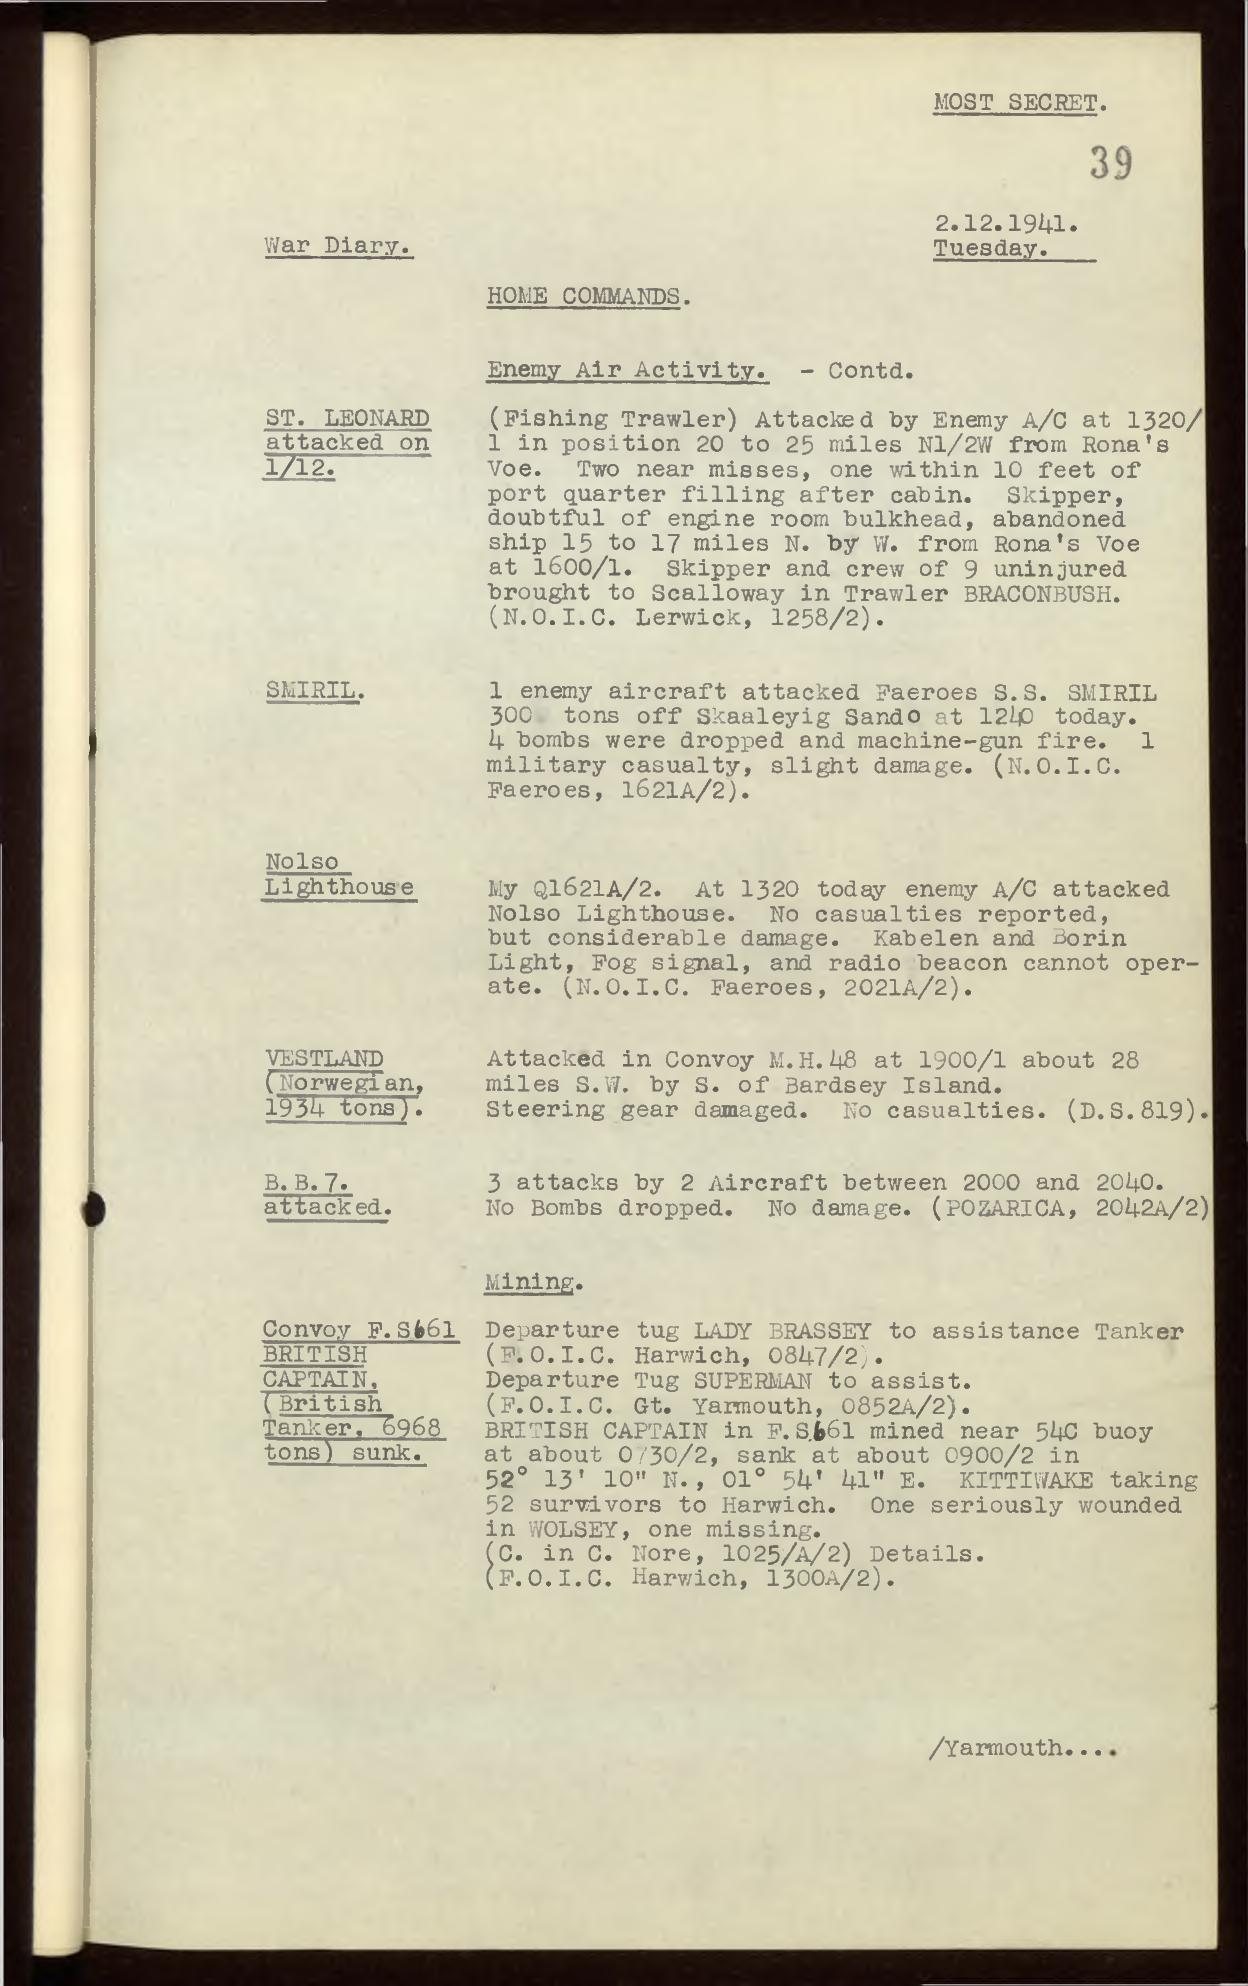 MOST SECRET.
39
2.12.1941.
War Diary.
Tuesday.
HOME COMMANDS.
Enemy Air Activity. - Contd.
ST. LEONARD
attacked on
1/12.
(Fishing Trawler) Attacked by Enemy A/C at 1320/
1 in position 20 to 25 miles N1/2W from Rona's
Voe. Two near misses, one within 10 feet of
port quarter filling after cabin. Skipper,
doubtful of engine room bulkhead, abandoned
ship 15 to 17 miles N. by W. from Rona's Voe
at 1600/1. Skipper and crew of 9 uninjured
brought to Scalloway in Trawler BRACONBUSH.
(N.O.I.C. Lerwick, 1258/2).
SMIRIL.
1 enemy aircraft attacked Faeroes S.S. SMIRIL
300 tons off Skaaleyig Sando at 1240 today.
4 bombs were dropped and machine-gun fire. 1
military casualty, slight damage. (N.O.I.C.
Faeroes, 1621A/2).
Nolso
Lighthouse
My Q1621A/2. At 1320 today enemy A/C attacked
Nolso Lighthouse. No casualties reported,
but considerable damage. Kabelen and Borin
Light, Fog signal, and radio beacon cannot oper-
ate. (N.O.I.C. Faeroes, 2021A/2).
VESTLAND
(Norwegian,
1934 tons).
Attacked in Convoy M.H.48 at 1900/1 about 28
miles S.W. by S. of Bardsey Island.
Steering gear damaged. No casualties. (D.S.819).
B.B.7.
attacked.
3 attacks by 2 Aircraft between 2000 and 2040.
No Bombs dropped. No damage. (POZARICA, 2042A/2)
Mining.
Convoy F.S661
BRITISH
CAPTAIN,
(British
Tanker, 6968
tons) sunk.
Departure tug LADY BRASSEY to assistance Tanker
(F.O.I.C. Harwich, 0847/2).
Departure Tug SUPERMAN to assist.
(F.O.I.C. Gt. Yarmouth, 0852A/2).
BRITISH CAPTAIN in F.S.661 mined near 54C buoy
at about 0730/2, sank at about 0900/2 in
52° 13' 10" N., 01° 54' 41" E. KITTIWAKE taking
52 survivors to Harwich. One seriously wounded
in WOLSEY, one missing.
(C. in C. Nore, 1025/A/2) Details.
(F.O.I.C. Harwich, 1300A/2).
/Yarmouth....